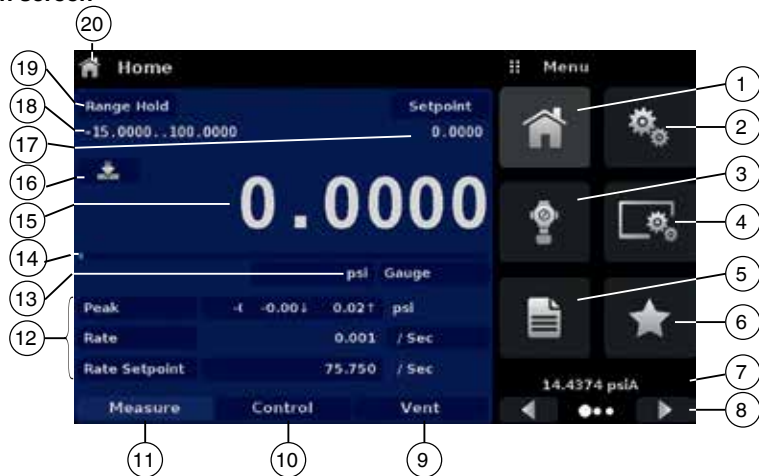 20
Home
Menu
19
18
17
16
15
14
13
12
Range Hold
Setpoint
-15.0000..100.0000
0.0000
0.0000
psi Gauge
Peak -0.00↓ 0.02↑ psi
Rate 0.001 / Sec
Rate Setpoint 75.750 / Sec
Measure Control Vent
14.4374 psiA
1
2
3
4
5
6
7
8
11
10
9